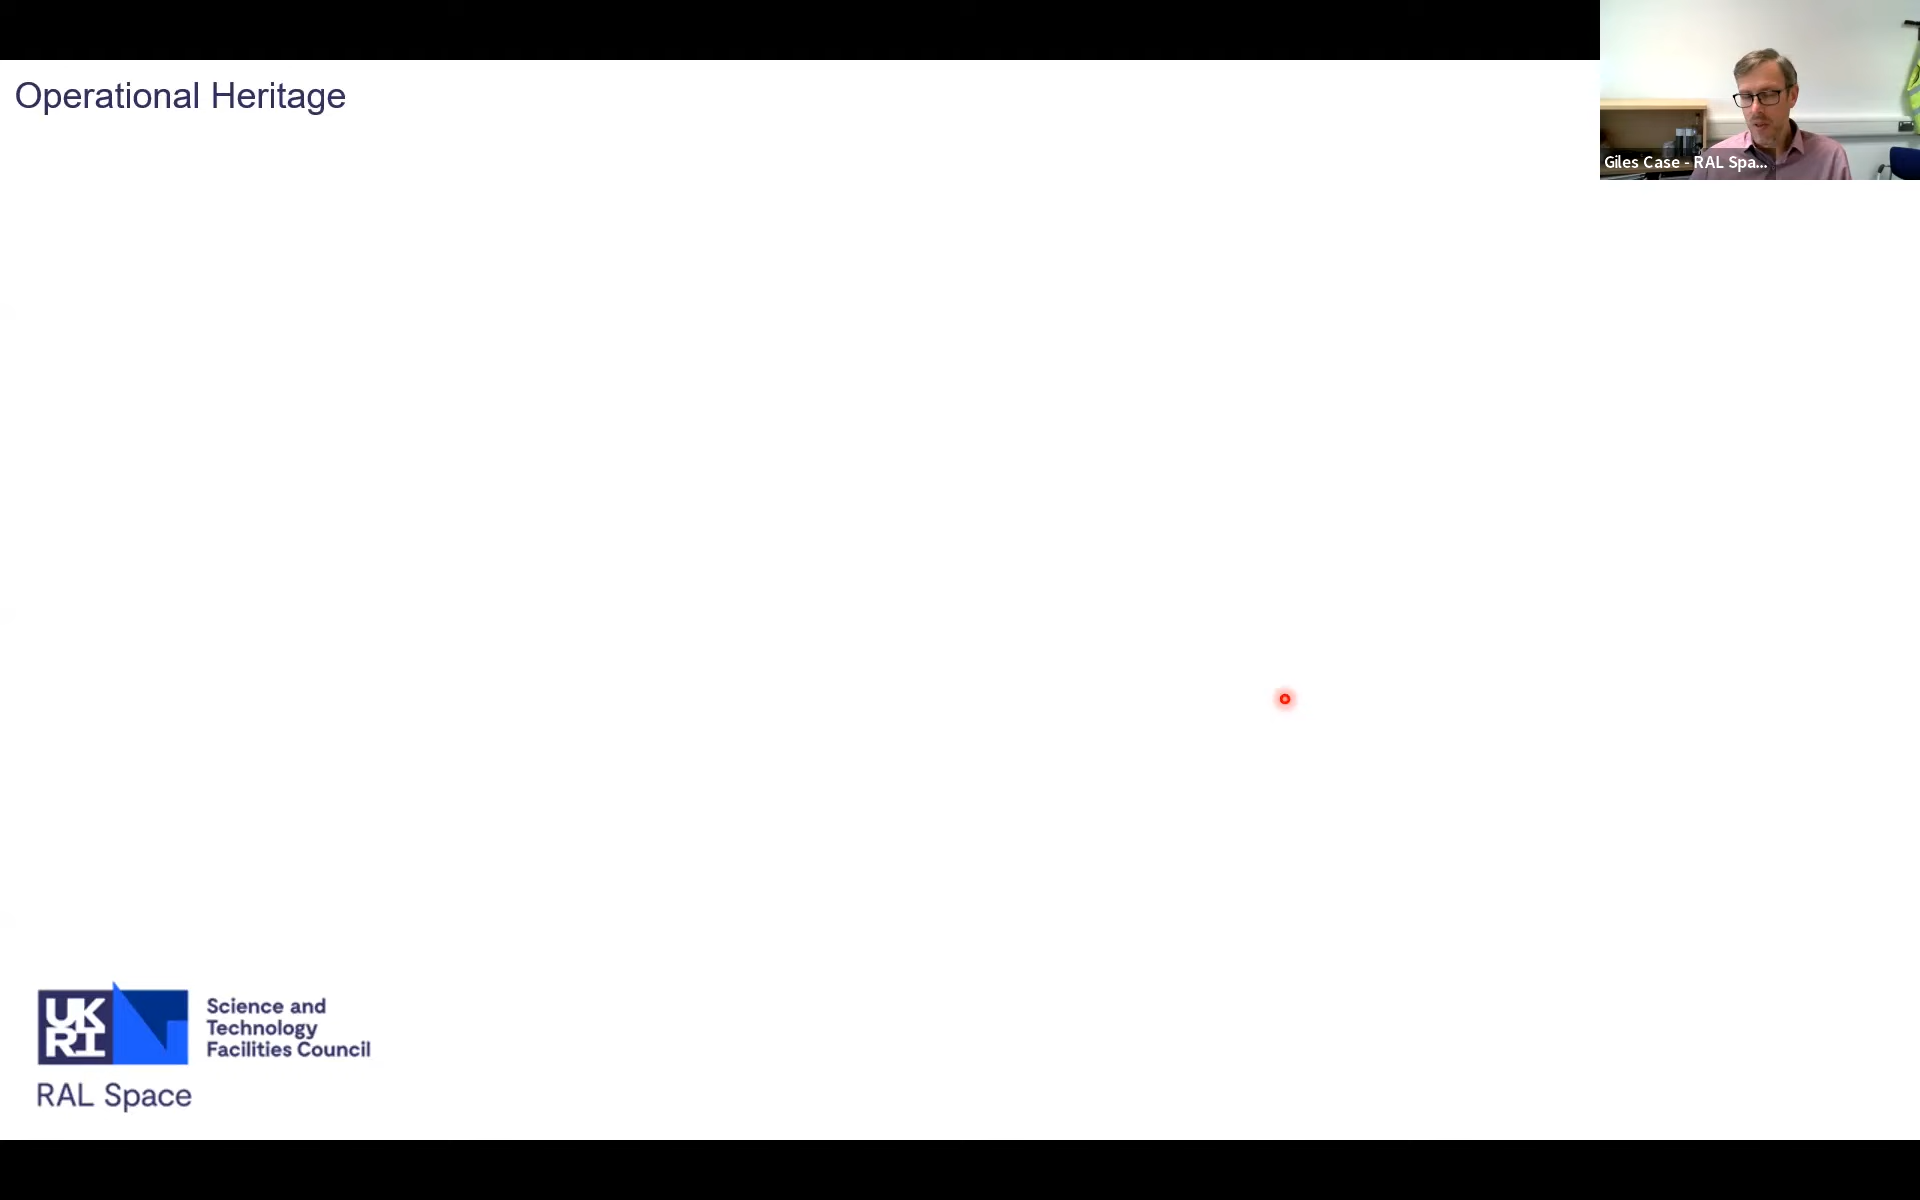 Operational Heritage
Giles Case - RAL Spa...
UK
RI
Science and
Technology
Facilities Council
RAL Space